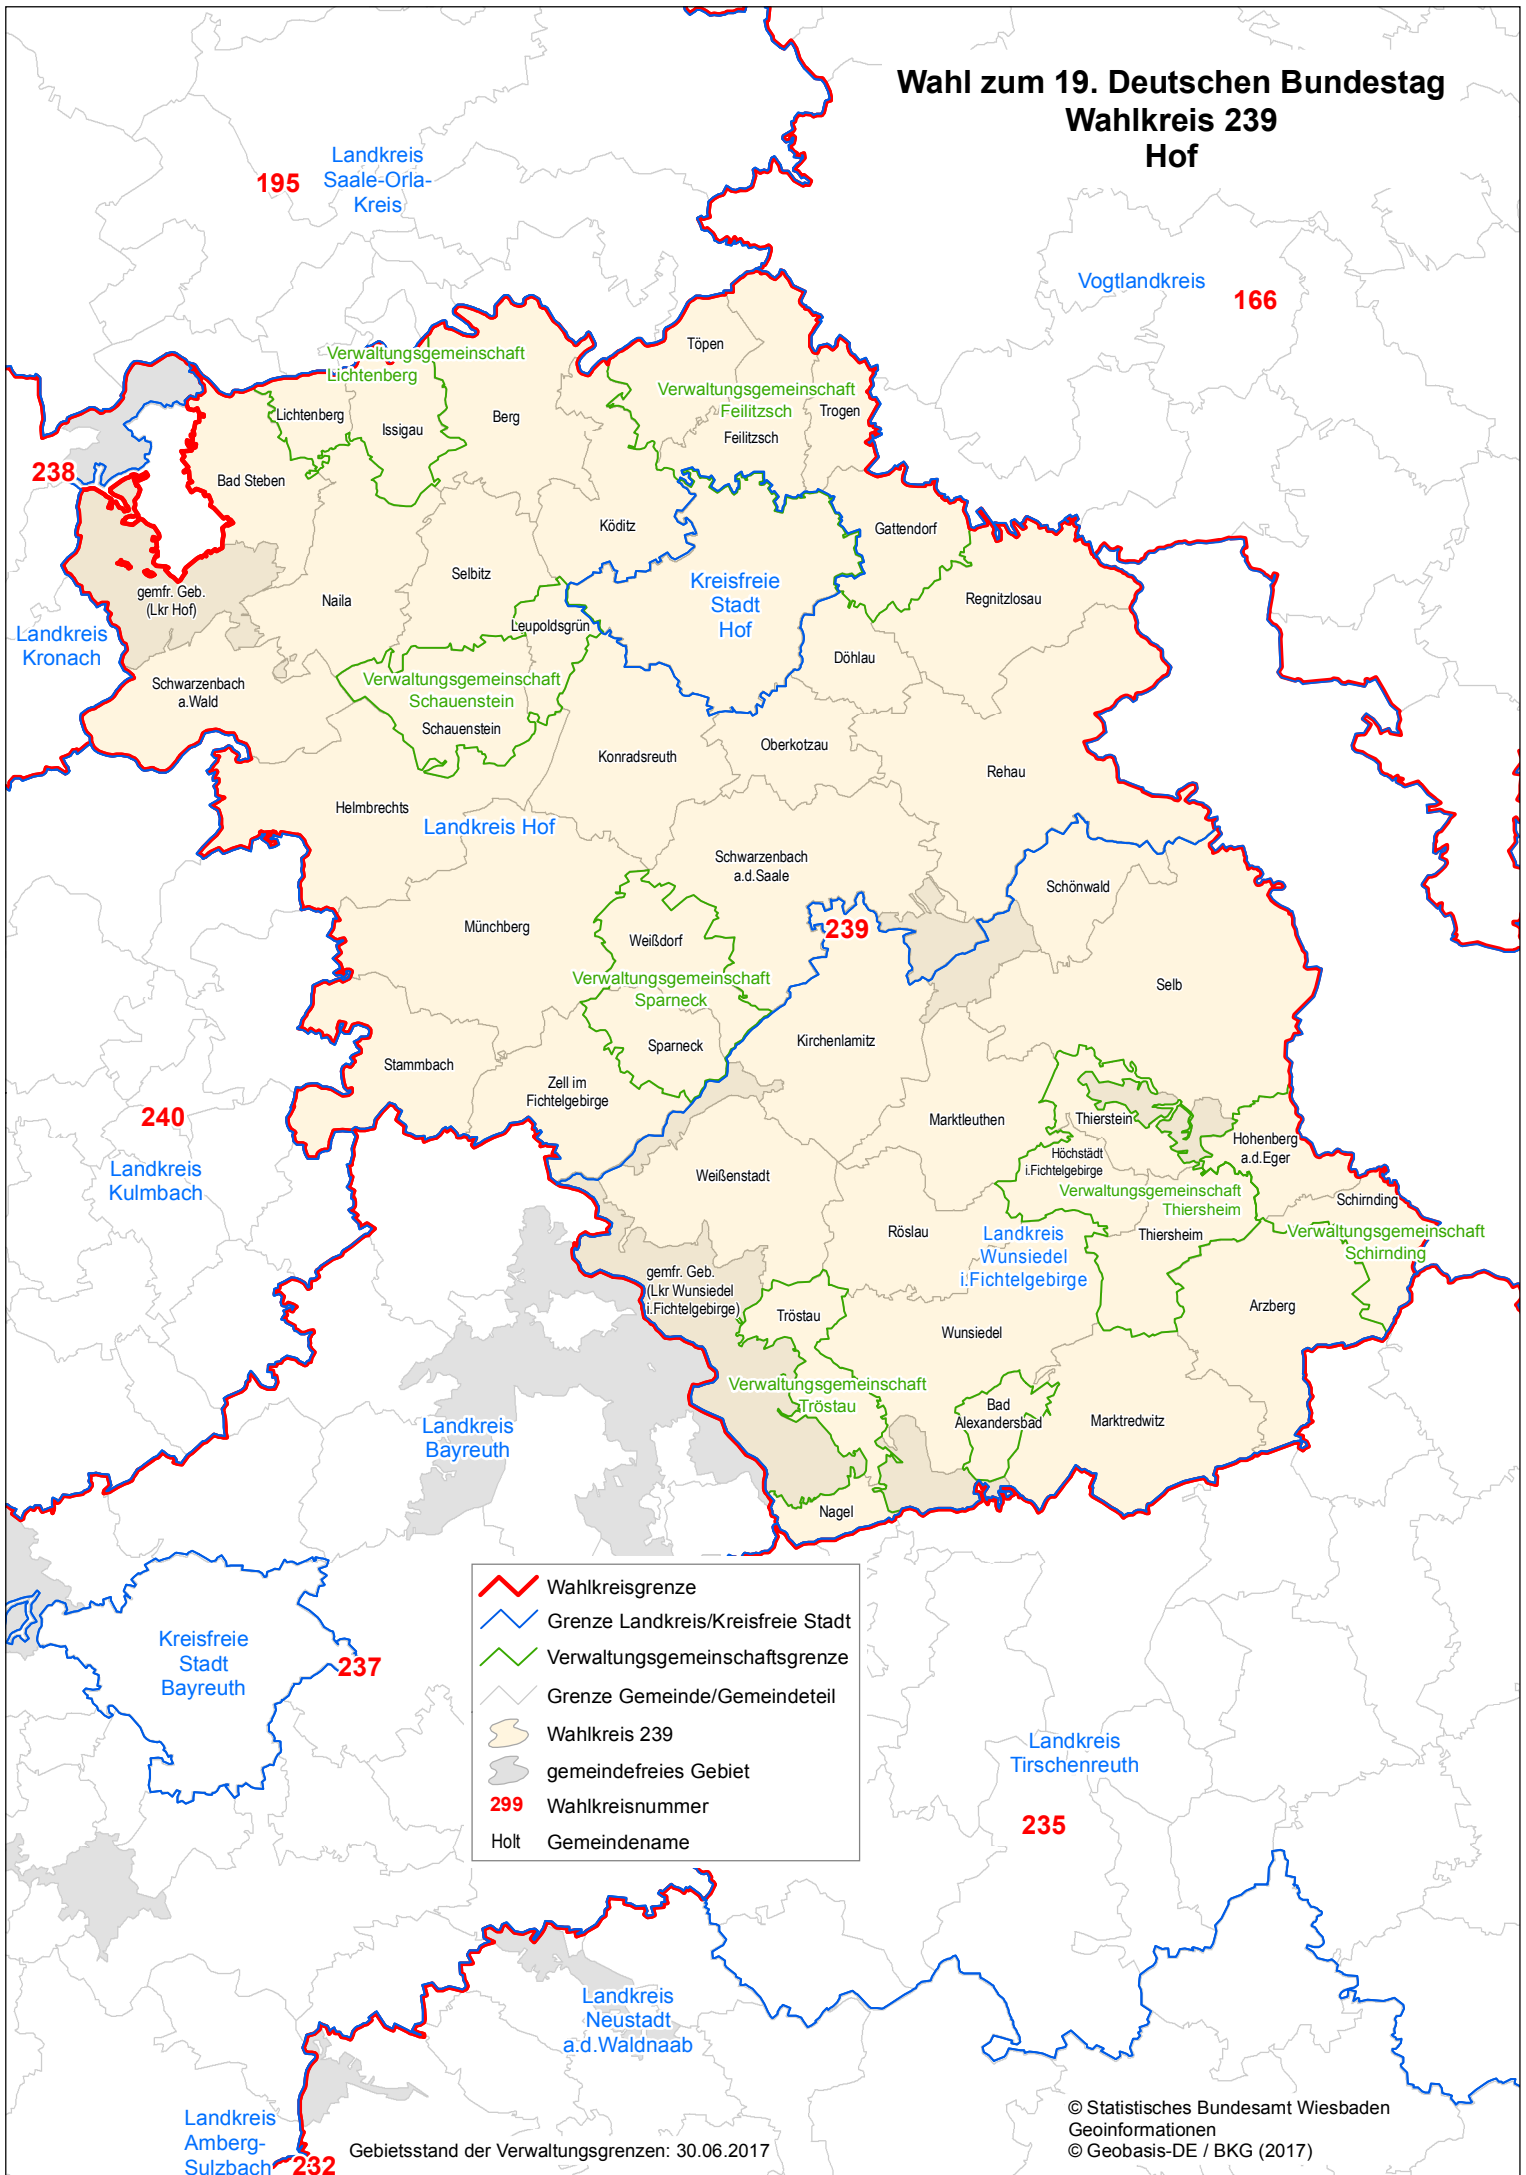 Wahl zum 19. Deutschen Bundestag
Wahlkreis 239
Hof
Landkreis
Saale-Orla-
Kreis
195
Vogtlandkreis
166
Töpen
Verwaltungsgemeinschaft
Lichtenberg
Verwaltungsgemeinschaft
Feilitzsch
Lichtenberg
Issigau
Berg
Trogen
Feilitzsch
238
Bad Steben
Köditz
Gattendorf
Selbitz
Kreisfreie
Stadt
Hof
gemfr. Geb.
(Lkr Hof)
Naila
Regnitzlosau
Leupoldsgrün
Landkreis
Kronach
Döhlau
Schwarzenbach
a.Wald
Verwaltungsgemeinschaft
Schauenstein
Schauenstein
Konradsreuth
Oberkotzau
Rehau
Helmbrechts
Landkreis Hof
Schwarzenbach
a.d.Saale
Schönwald
Münchberg
239
Weißdorf
Verwaltungsgemeinschaft
Sparneck
Selb
Sparneck
Kirchenlamitz
Stammbach
Zell im
Fichtelgebirge
240
Landkreis
Kulmbach
Marktleuthen
Thierstein
Hohenberg
a.d.Eger
Höchstädt
i.Fichtelgebirge
Weißenstadt
Verwaltungsgemeinschaft
Thiersheim
Schirnding
Röslau
Landkreis
Wunsiedel
i.Fichtelgebirge
Thiersheim
Verwaltungsgemeinschaft
Schirnding
gemfr. Geb.
(Lkr Wunsiedel
i.Fichtelgebirge)
Tröstau
Arzberg
Wunsiedel
Verwaltungsgemeinschaft
Tröstau
Bad
Alexandersbad
Marktredwitz
Landkreis
Bayreuth
Nagel
Wahlkreisgrenze
Grenze Landkreis/Kreisfreie Stadt
Verwaltungsgemeinschaftsgrenze
Grenze Gemeinde/Gemeindeteil
Wahlkreis 239
gemeindefreies Gebiet
299 Wahlkreisnummer
Holt Gemeindename
Kreisfreie
Stadt
Bayreuth
237
Landkreis
Tirschenreuth
235
Landkreis
Neustadt
a.d.Waldnaab
Landkreis
Amberg-
Sulzbach
232
Gebietsstand der Verwaltungsgrenzen: 30.06.2017
© Statistisches Bundesamt Wiesbaden
Geoinformationen
© Geobasis-DE / BKG (2017)